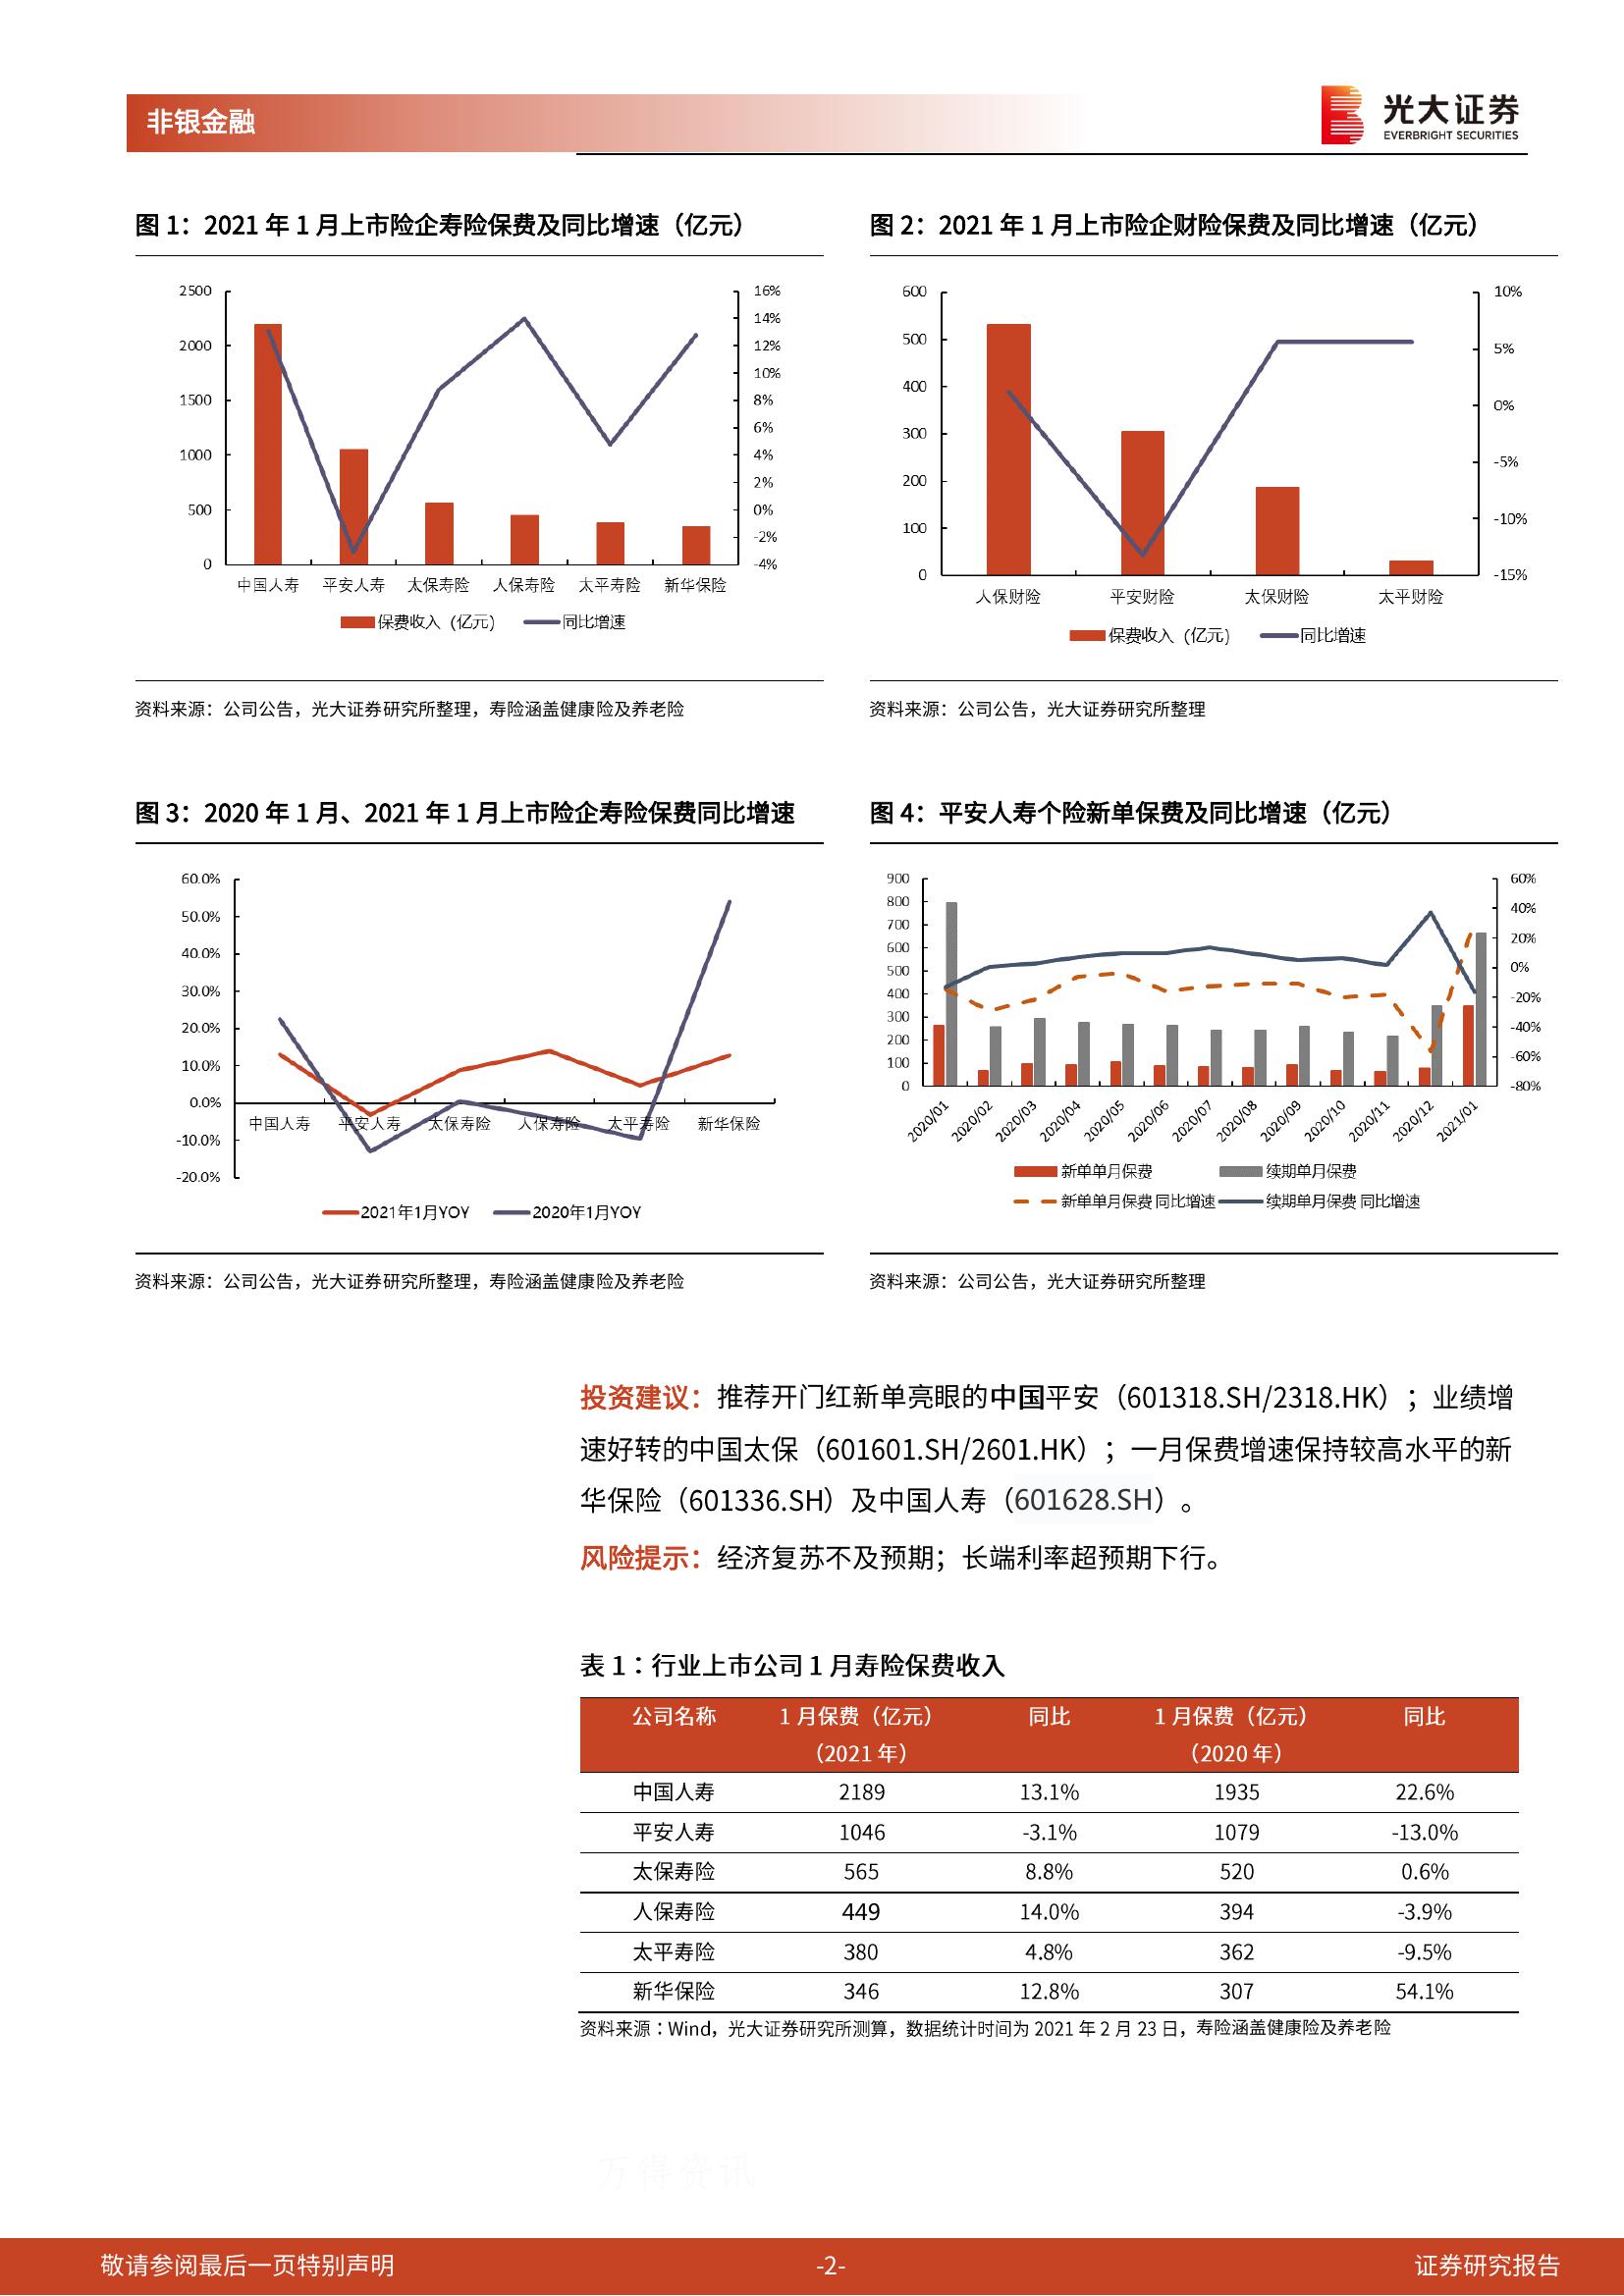 非银金融
光大证券
EVERBRIGHT SECURITIES
图 1：2021 年 1 月上市险企寿险保费及同比增速（亿元）
2500
2000
1500
1000
500
0
16%
14%
12%
10%
8%
6%
4%
2%
0%
-2%
-4%
中国人寿 平安人寿 太保寿险 人保寿险 太平寿险 新华保险
保费收入（亿元） 同比增速
资料来源：公司公告，光大证券研究所整理，寿险涵盖健康险及养老险
图 2：2021 年 1 月上市险企财险保费及同比增速（亿元）
600
500
400
300
200
100
0
10%
5%
0%
-5%
-10%
-15%
人保财险 平安财险 太保财险 太平财险
保费收入（亿元） 同比增速
资料来源：公司公告，光大证券研究所整理
图 3：2020 年 1 月、2021 年 1 月上市险企寿险保费同比增速
60.0%
50.0%
40.0%
30.0%
20.0%
10.0%
0.0%
-10.0%
-20.0%
中国人寿 平安人寿 太保寿险 人保寿险 太平寿险 新华保险
2021年1月YOY 2020年1月YOY
资料来源：公司公告，光大证券研究所整理，寿险涵盖健康险及养老险
图 4：平安人寿个险新单保费及同比增速（亿元）
900
800
700
600
500
400
300
200
100
0
60%
40%
20%
0%
-20%
-40%
-60%
-80%
2020/01 2020/02 2020/03 2020/04 2020/05 2020/06 2020/07 2020/08 2020/09 2020/10 2020/11 2020/12 2021/01
新单单月保费 续期单月保费
新单单月保费 同比增速 续期单月保费 同比增速
资料来源：公司公告，光大证券研究所整理
投资建议：推荐开门红新单亮眼的中国平安（601318.SH/2318.HK）；业绩增
速好转的中国太保（601601.SH/2601.HK）；一月保费增速保持较高水平的新
华保险（601336.SH）及中国人寿（601628.SH）。
风险提示：经济复苏不及预期；长端利率超预期下行。
表 1：行业上市公司 1 月寿险保费收入
公司名称 1 月保费（亿元） 同比 1 月保费（亿元） 同比
（2021 年） （2020 年）
中国人寿 2189 13.1% 1935 22.6%
平安人寿 1046 -3.1% 1079 -13.0%
太保寿险 565 8.8% 520 0.6%
人保寿险 449 14.0% 394 -3.9%
太平寿险 380 4.8% 362 -9.5%
新华保险 346 12.8% 307 54.1%
资料来源：Wind，光大证券研究所测算，数据统计时间为 2021 年 2 月 23 日，寿险涵盖健康险及养老险
万得资讯
敬请参阅最后一页特别声明 -2- 证券研究报告